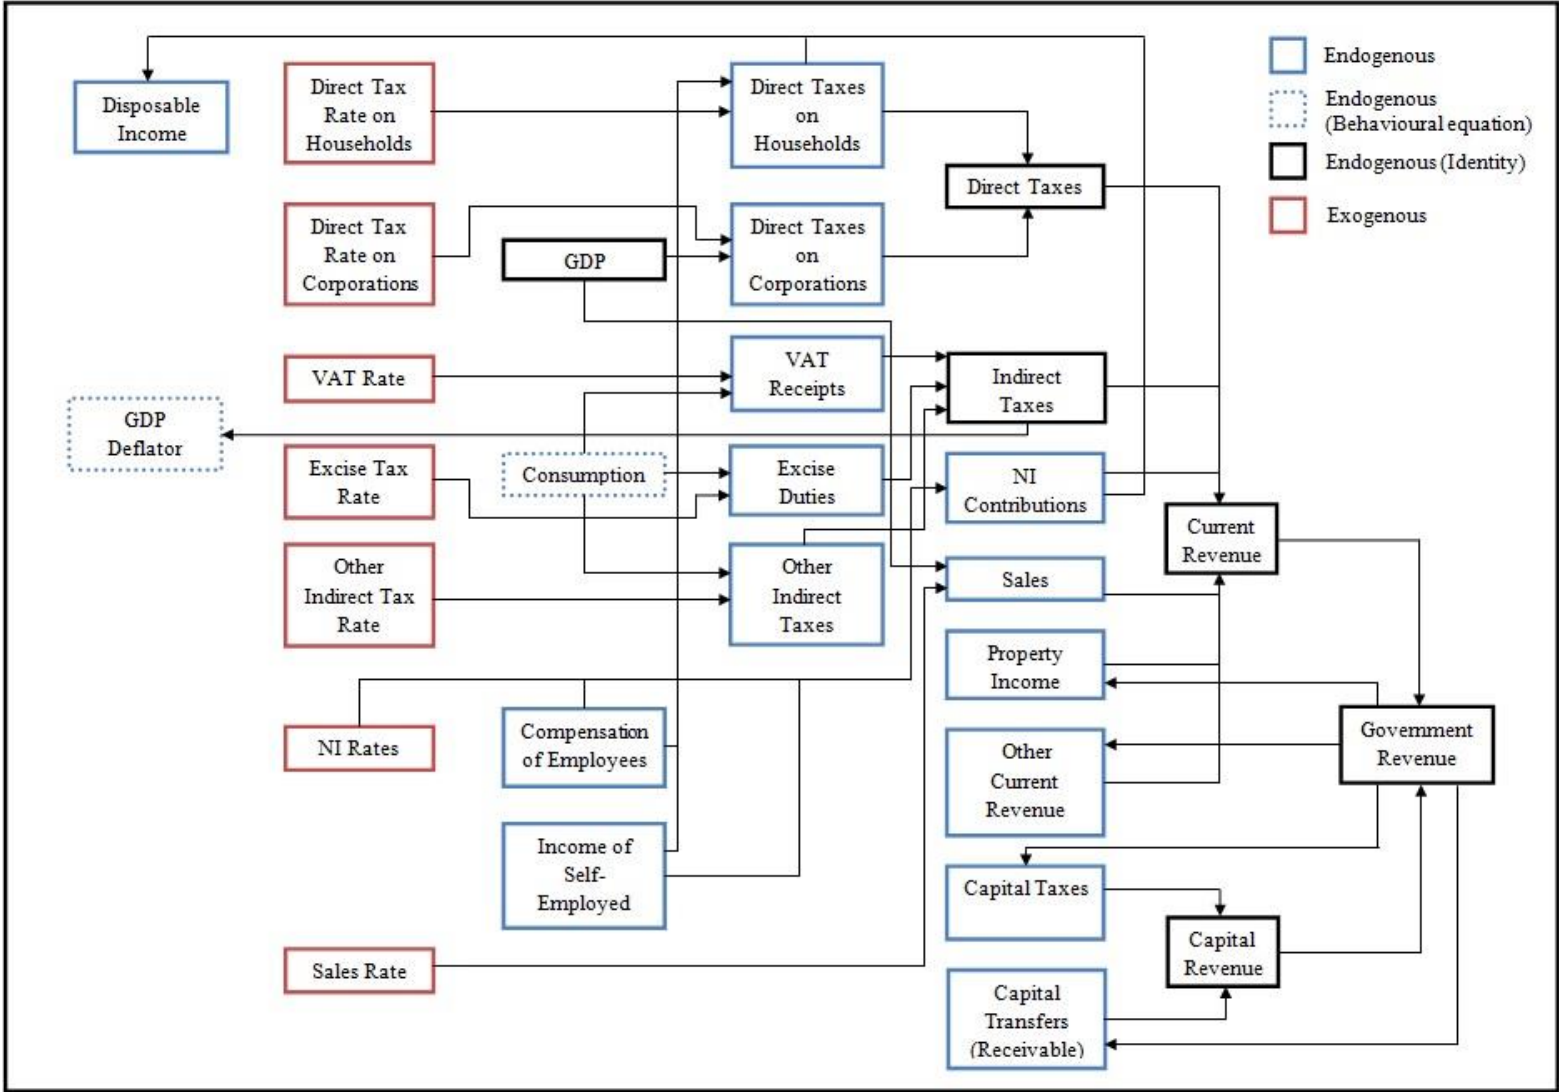 Disposable
Income
Direct Tax
Rate on
Households
Direct Taxes
on
Households
Direct Taxes
Endogenous
Endogenous
(Behavioural equation)
Endogenous (Identity)
Exogenous
Direct Tax
Rate on
Corporations
GDP
Direct Taxes
on
Corporations
VAT Rate
VAT
Receipts
Indirect
Taxes
GDP
Deflator
Excise Tax
Rate
Consumption
Excise
Duties
NI
Contributions
Current
Revenue
Other
Indirect Tax
Rate
Other
Indirect
Taxes
Sales
Property
Income
NI Rates
Compensation
of Employees
Other
Current
Revenue
Government
Revenue
Income of
Self-
Employed
Capital Taxes
Capital
Revenue
Sales Rate
Capital
Transfers
(Receivable)